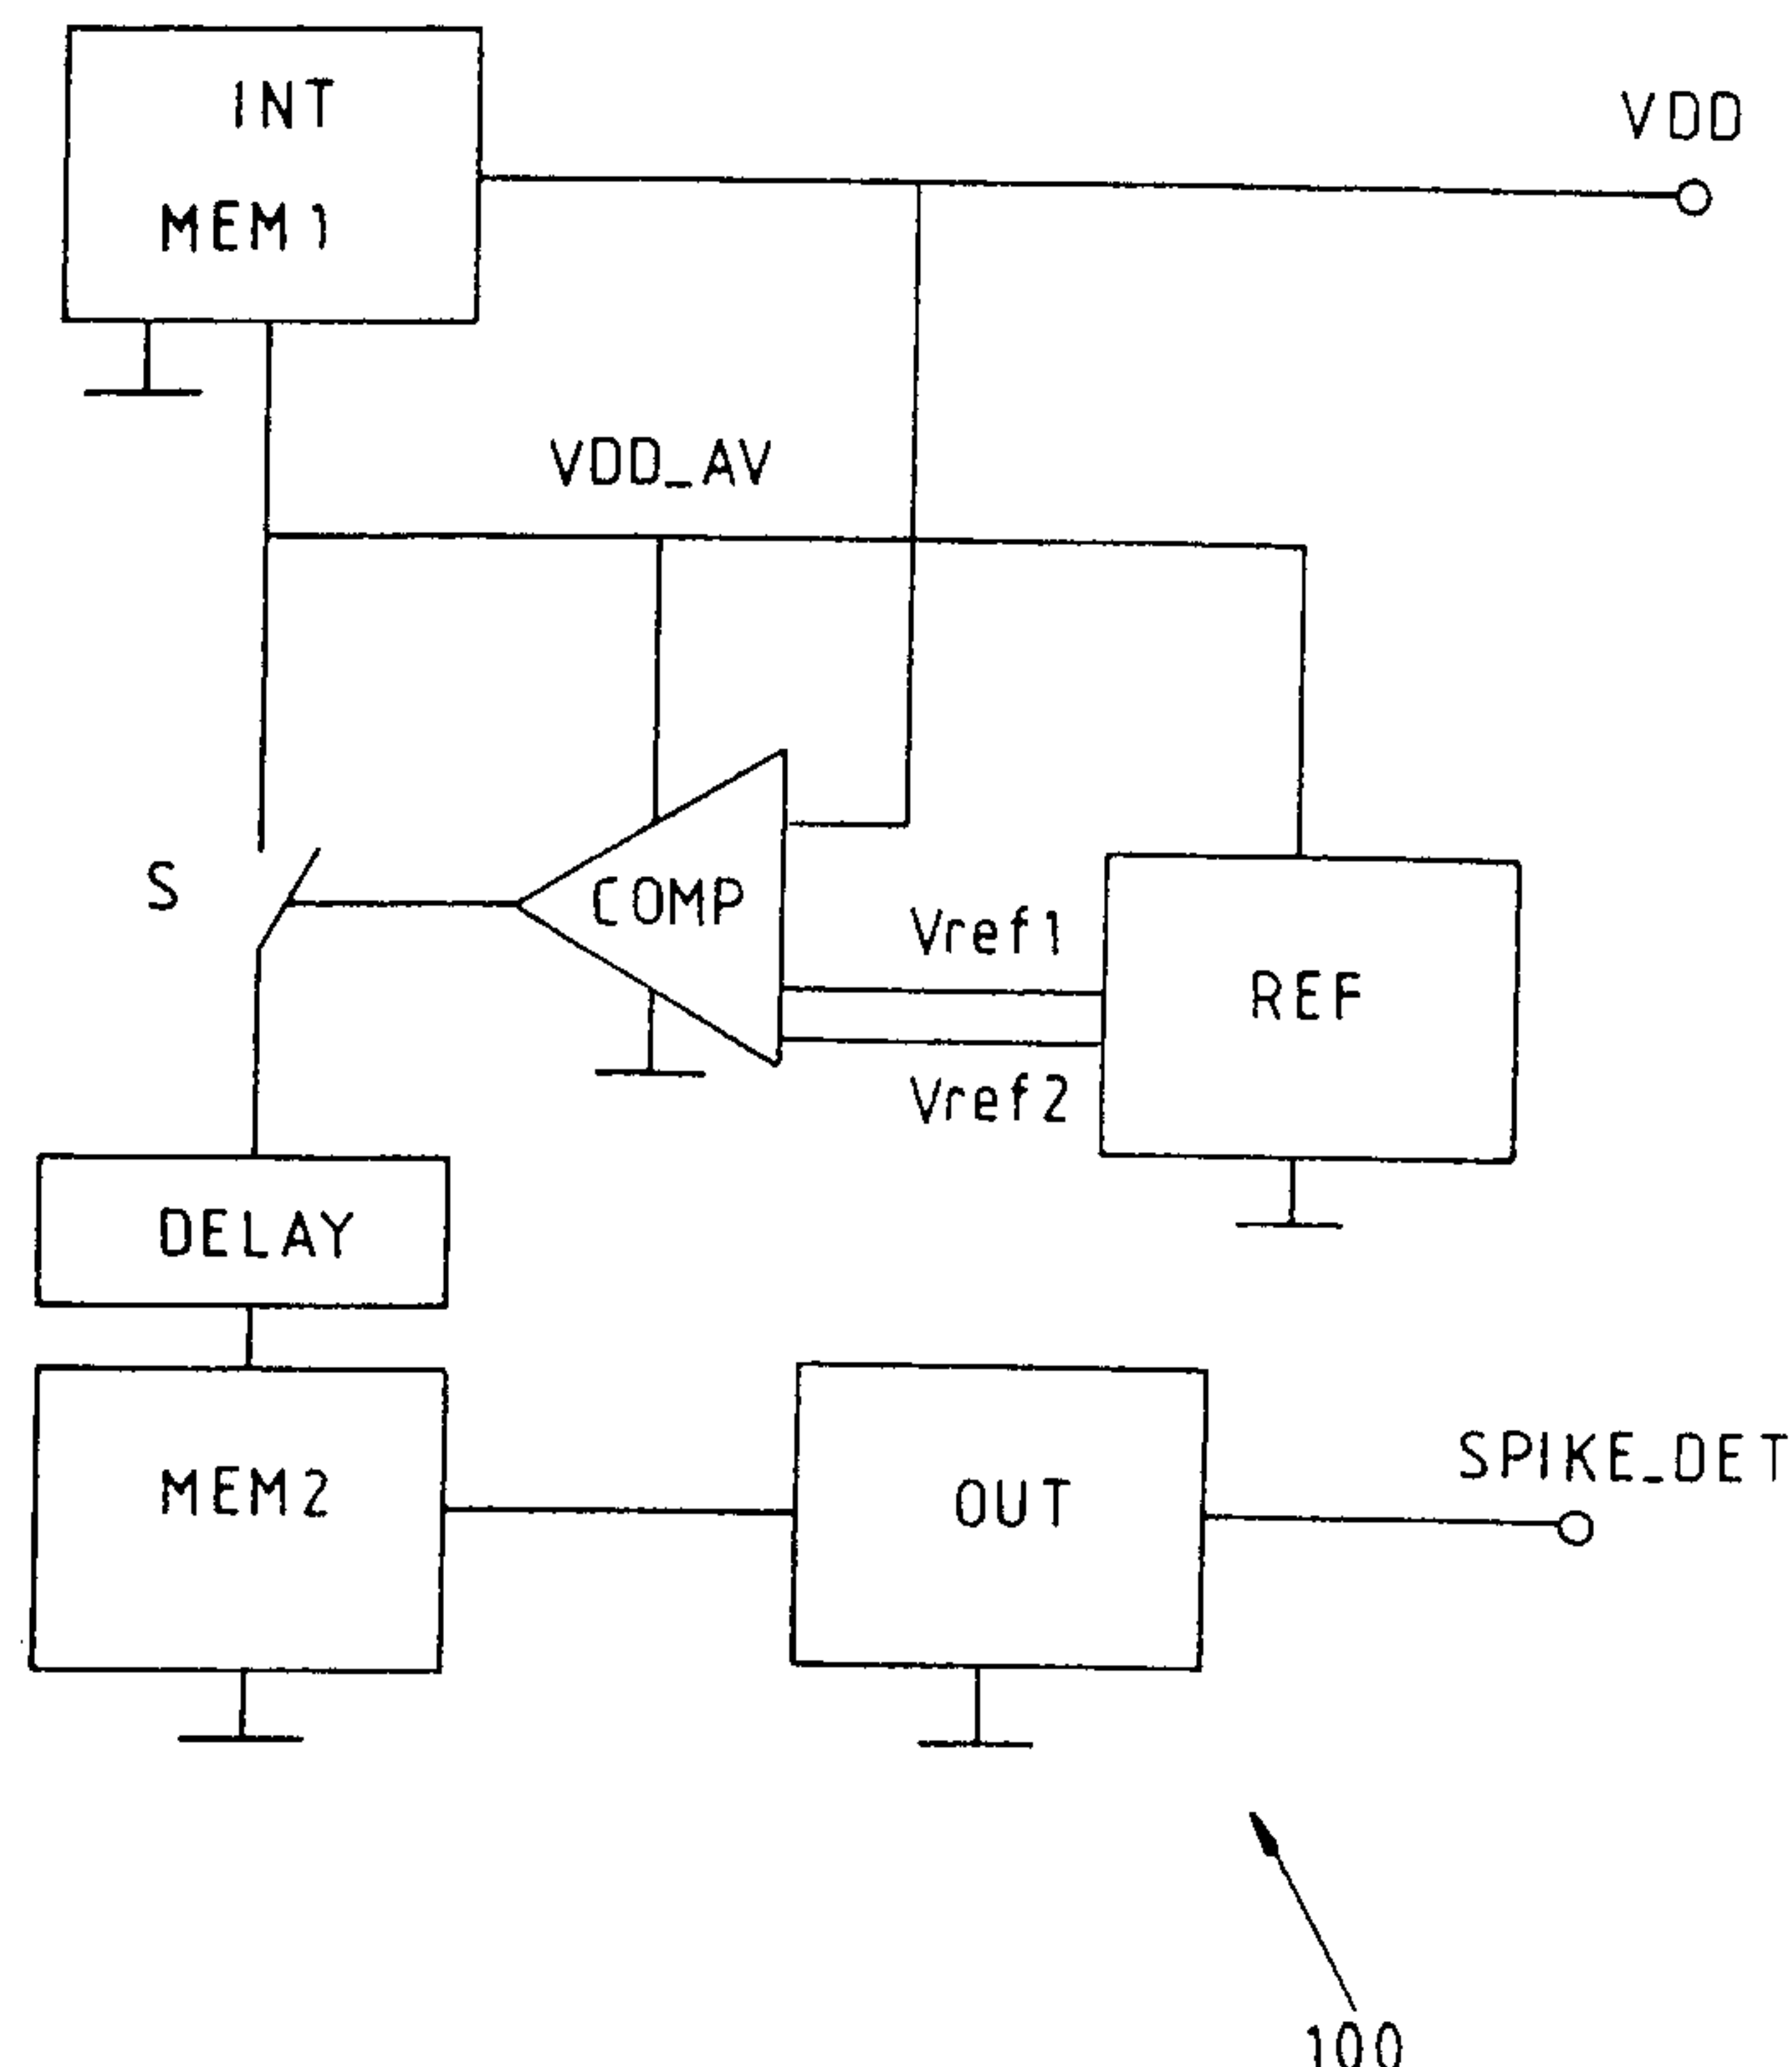 INT
MEM1
VDD
VDD_AV
S
COMP
Vref1
REF
Vref2
DELAY
MEM2
OUT
SPIKE_DET
100